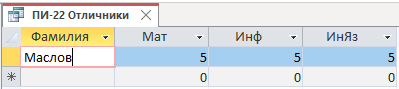 ПИ-22 Отличники
Фамилия Мат Инф ИнЯз
Маслов 5 5 5
0 0 0